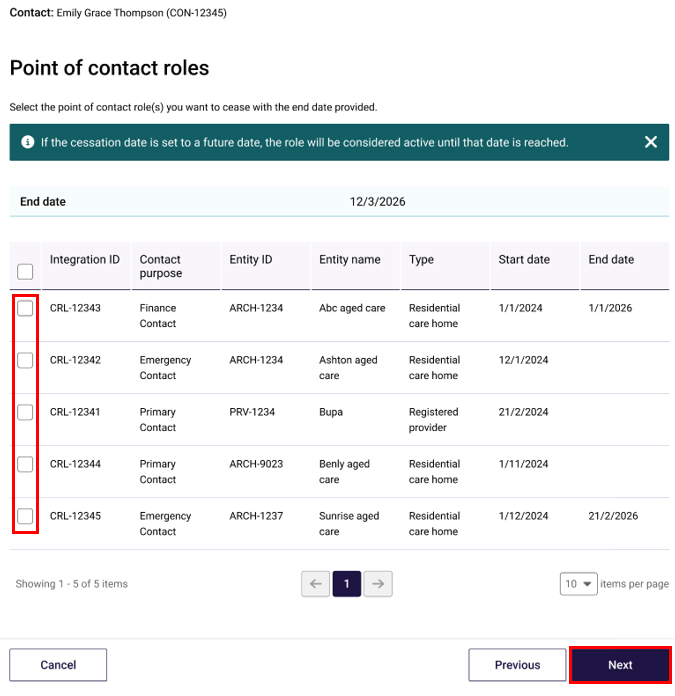 Contact: Emily Grace Thompson (CON-12345)
Point of contact roles
Select the point of contact role(s) you want to cease with the end date provided.
If the cessation date is set to a future date, the role will be considered active until that date is reached.
End date 12/3/2026
Integration ID Contact purpose Entity ID Entity name Type Start date End date
CRL-12343 Finance Contact ARCH-1234 Abc aged care Residential care home 1/1/2024 1/1/2026
CRL-12342 Emergency Contact ARCH-1234 Ashton aged care Residential care home 12/1/2024
CRL-12341 Primary Contact PRV-1234 Bupa Registered provider 21/2/2024
CRL-12344 Primary Contact ARCH-9023 Benly aged care Residential care home 1/11/2024
CRL-12345 Emergency Contact ARCH-1237 Sunrise aged care Residential care home 1/12/2024 21/2/2026
Showing 1 - 5 of 5 items 1 10 items per page
Cancel Previous Next